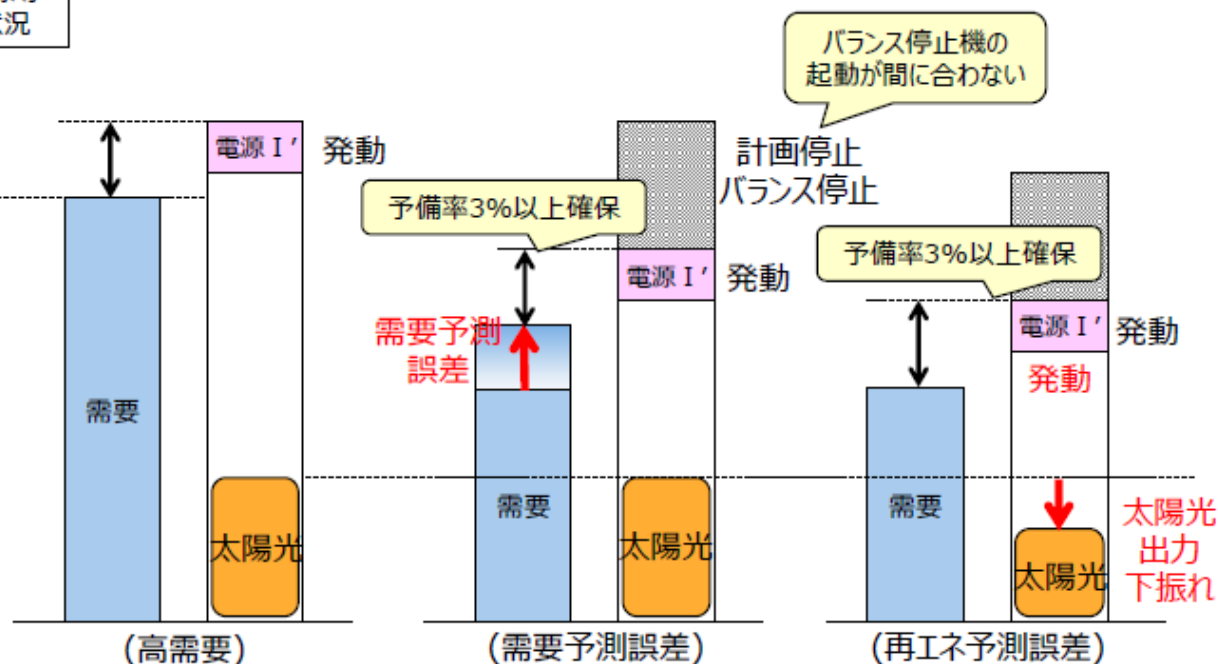 状況
バランス停止機の
起動が間に合わない
電源Ⅰ’ 発動
計画停止
バランス停止
予備率3%以上確保
予備率3%以上確保
電源Ⅰ’ 発動
需要予測
誤差
電源Ⅰ’ 発動
発動
需要
需要
需要
太陽光
太陽光
太陽光
太陽光
出力
下振れ
(高需要)
(需要予測誤差)
(再エネ予測誤差)